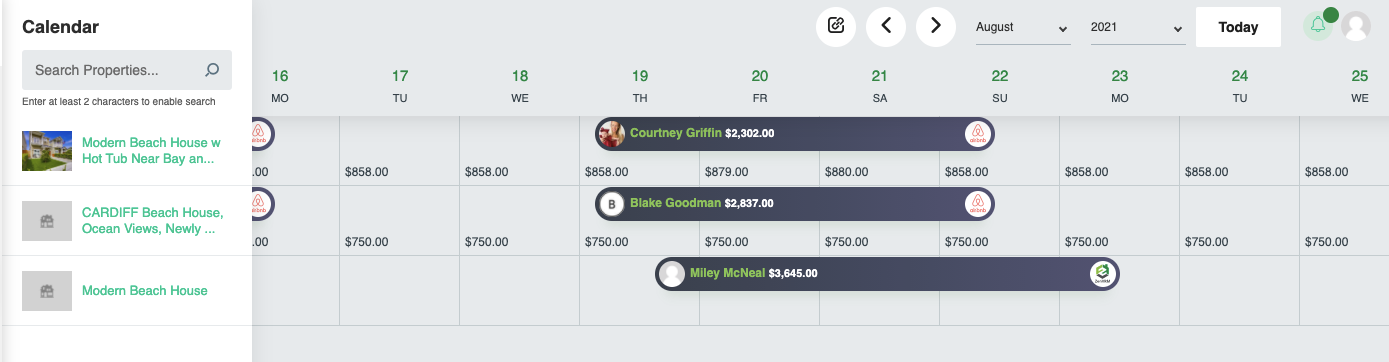 Calendar
August
2021
Today
Search Properties...
Enter at least 2 characters to enable search
16 17 18 19 20 21 22 23 24 25
MO TU WE TH FR SA SU MO TU WE
Modern Beach House w
Hot Tub Near Bay an...
airbnb
Courtney Griffin $2,302.00
airbnb
.00 $858.00 $858.00 $858.00 $879.00 $880.00 $858.00 $858.00 $858.00 $858.00
CARDIFF Beach House,
Ocean Views, Newly ...
airbnb
B Blake Goodman $2,837.00
airbnb
.00 $750.00 $750.00 $750.00 $750.00 $750.00 $750.00 $750.00 $750.00 $750.00
Modern Beach House
Miley McNeal $3,645.00